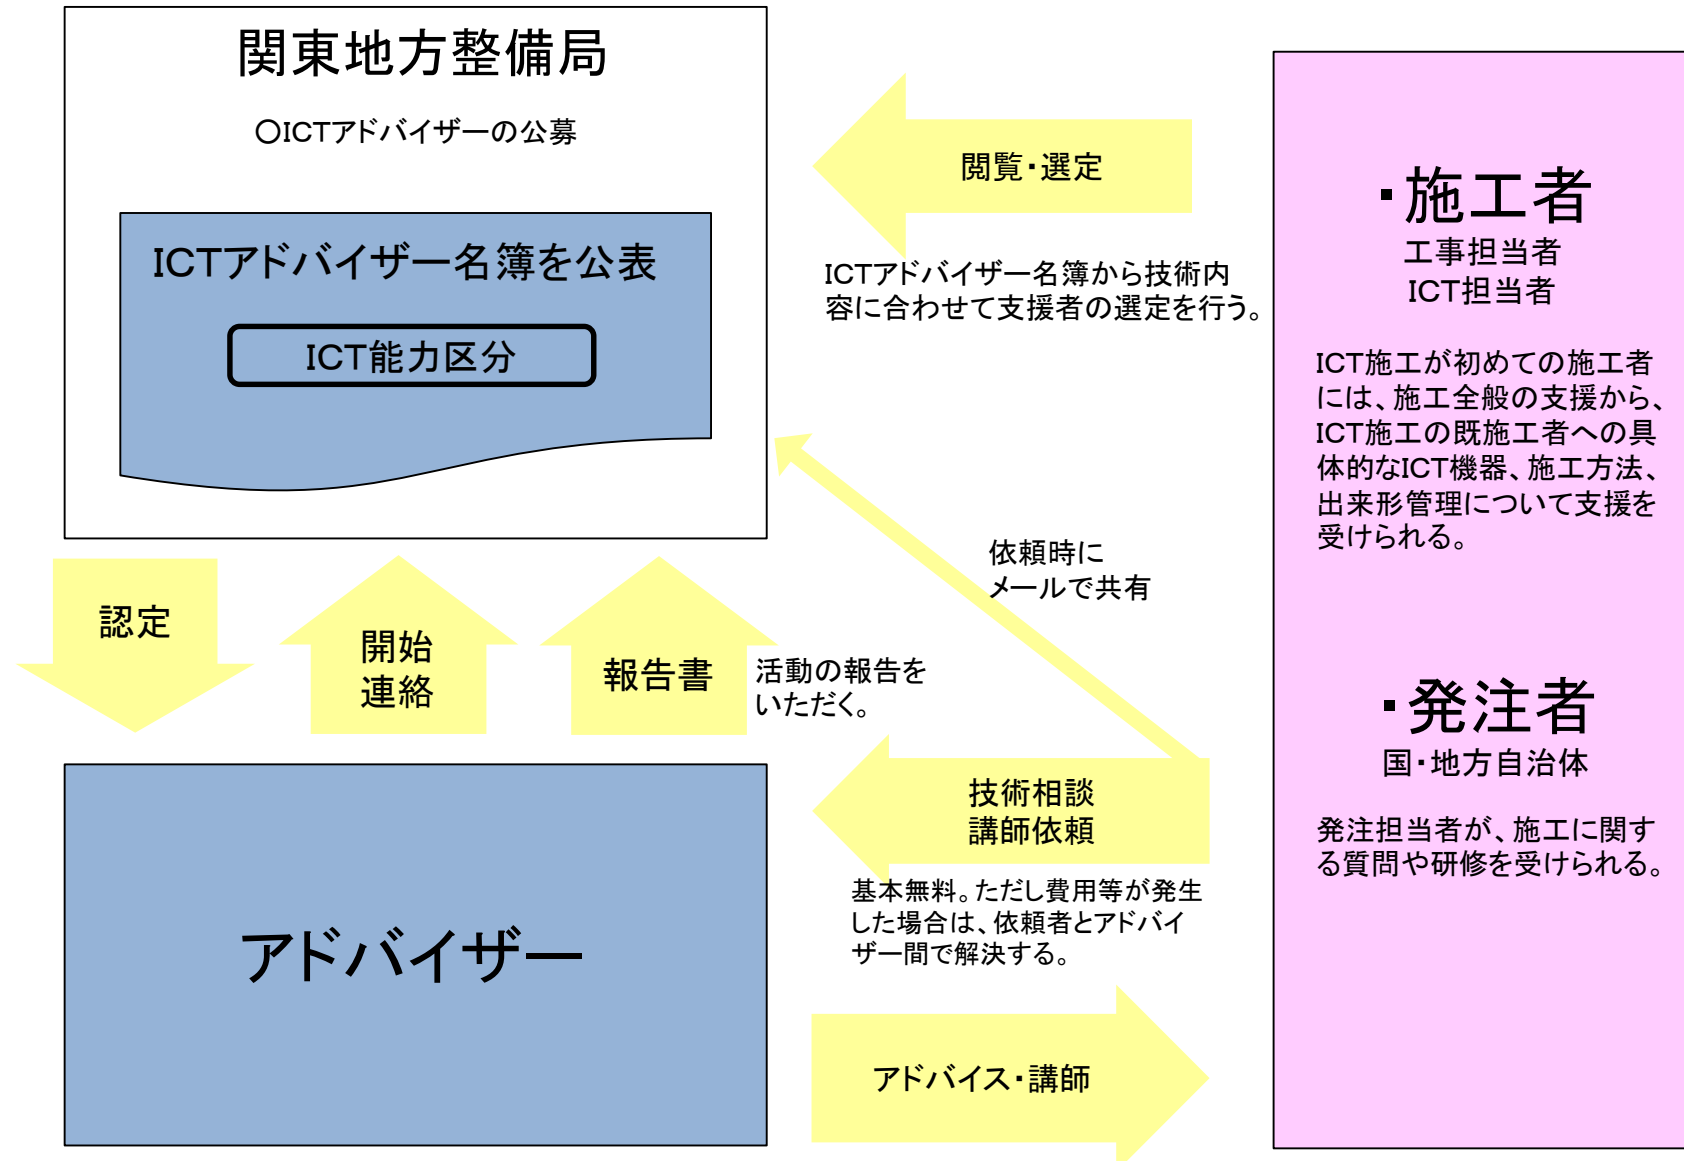 関東地方整備局
〇ICTアドバイザーの公募
ICTアドバイザー名簿を公表
ICT能力区分
閲覧・選定
ICTアドバイザー名簿から技術内
容に合わせて支援者の選定を行う。
・施工者
工事担当者
ICT担当者
ICT施工が初めての施工者
には、施工全般の支援から、
ICT施工の既施工者への具
体的なICT機器、施工方法、
出来形管理について支援を
受けられる。
・発注者
国・地方自治体
発注担当者が、施工に関す
る質問や研修を受けられる。
認定
開始
連絡
報告書
活動の報告を
いただく。
依頼時に
メールで共有
技術相談
講師依頼
基本無料。ただし費用等が発生
した場合は、依頼者とアドバイ
ザー間で解決する。
アドバイザー
アドバイス・講師